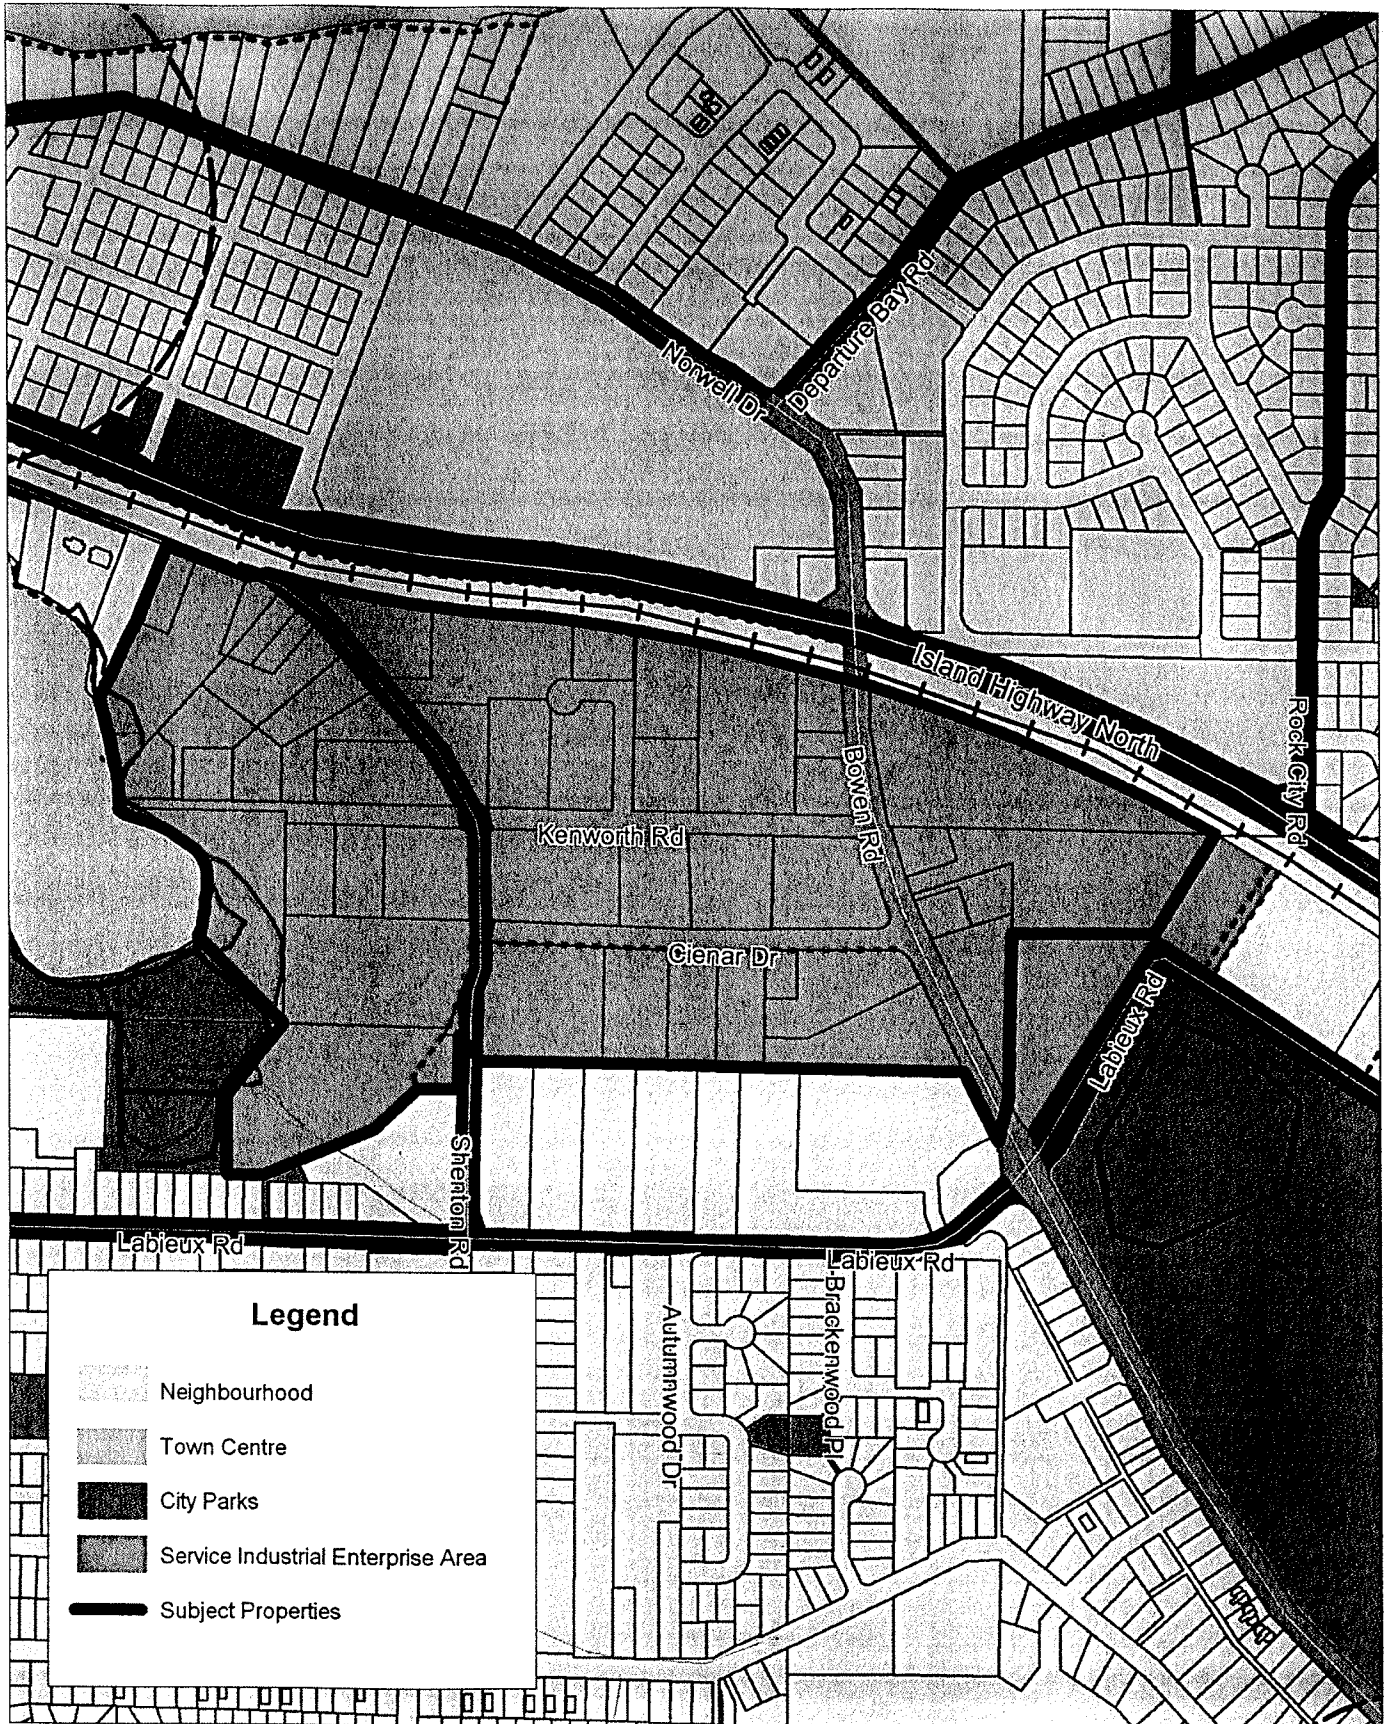 Norwell Dr
Departure Bay Rd
Island Highway North
Rock City Rd
Bowen Rd
Kenworth Rd
Cienar Dr
Labieux Rd
Shenton Rd
Labieux Rd
Labieux Rd
Autumnwood Dr
Brackenwood Pl
Legend
Neighbourhood
Town Centre
City Parks
Service Industrial Enterprise Area
Subject Properties